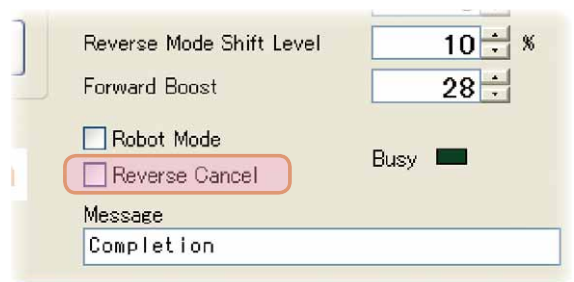 Reverse Mode Shift Level 10 %
Forward Boost 28
Robot Mode
Busy
Reverse Cancel
Message
Completion